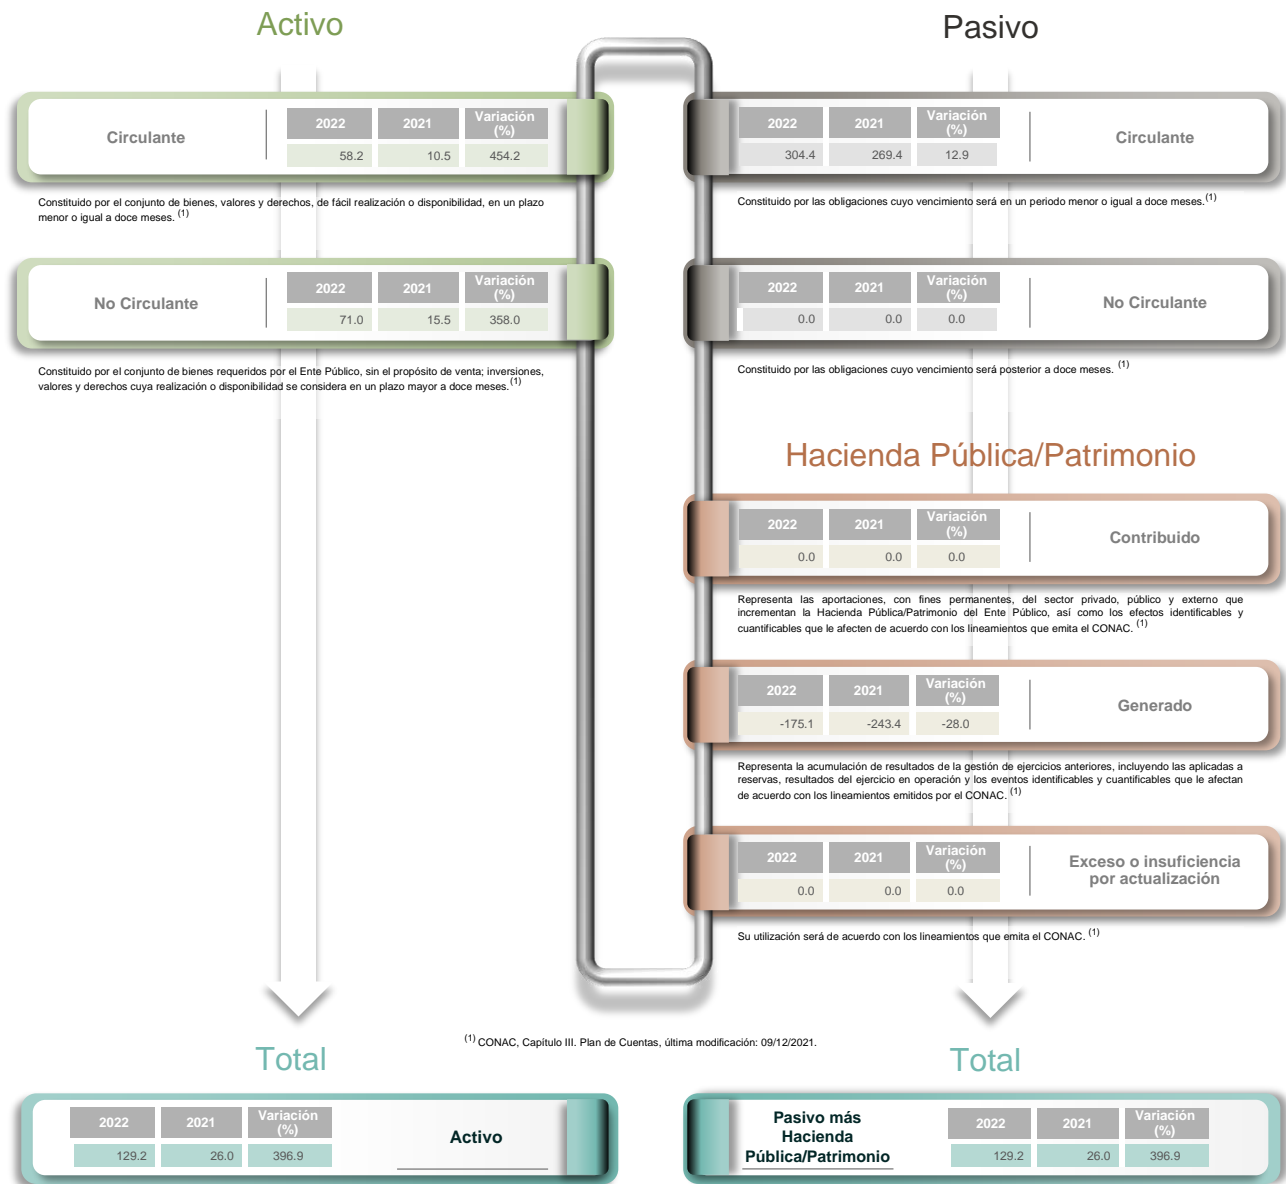 Activo
Circulante
2022 2021 Variación (%)
58.2 10.5 454.2
Constituido por el conjunto de bienes, valores y derechos, de fácil realización o disponibilidad, en un plazo
menor o igual a doce meses. (1)
No Circulante
2022 2021 Variación (%)
71.0 15.5 358.0
Constituido por el conjunto de bienes requeridos por el Ente Público, sin el propósito de venta; inversiones,
valores y derechos cuya realización o disponibilidad se considera en un plazo mayor a doce meses. (1)
Pasivo
2022 2021 Variación (%)
304.4 269.4 12.9
Circulante
Constituido por las obligaciones cuyo vencimiento será en un periodo menor o igual a doce meses. (1)
2022 2021 Variación (%)
0.0 0.0 0.0
No Circulante
Constituido por las obligaciones cuyo vencimiento será posterior a doce meses. (1)
Hacienda Pública/Patrimonio
2022 2021 Variación (%)
0.0 0.0 0.0
Contribuido
Representa las aportaciones, con fines permanentes, del sector privado, público y externo que
incrementan la Hacienda Pública/Patrimonio del Ente Público, así como los efectos identificables y
cuantificables que le afecten de acuerdo con los lineamientos que emita el CONAC. (1)
2022 2021 Variación (%)
-175.1 -243.4 -28.0
Generado
Representa la acumulación de resultados de la gestión de ejercicios anteriores, incluyendo las aplicadas a
reservas, resultados del ejercicio en operación y los eventos identificables y cuantificables que le afectan
de acuerdo con los lineamientos emitidos por el CONAC. (1)
2022 2021 Variación (%)
0.0 0.0 0.0
Exceso o insuficiencia
por actualización
Su utilización será de acuerdo con los lineamientos que emita el CONAC. (1)
(1) CONAC, Capítulo III. Plan de Cuentas, última modificación: 09/12/2021.
Total
2022 2021 Variación (%)
129.2 26.0 396.9
Activo
Total
Pasivo más
Hacienda
Pública/Patrimonio
2022 2021 Variación (%)
129.2 26.0 396.9